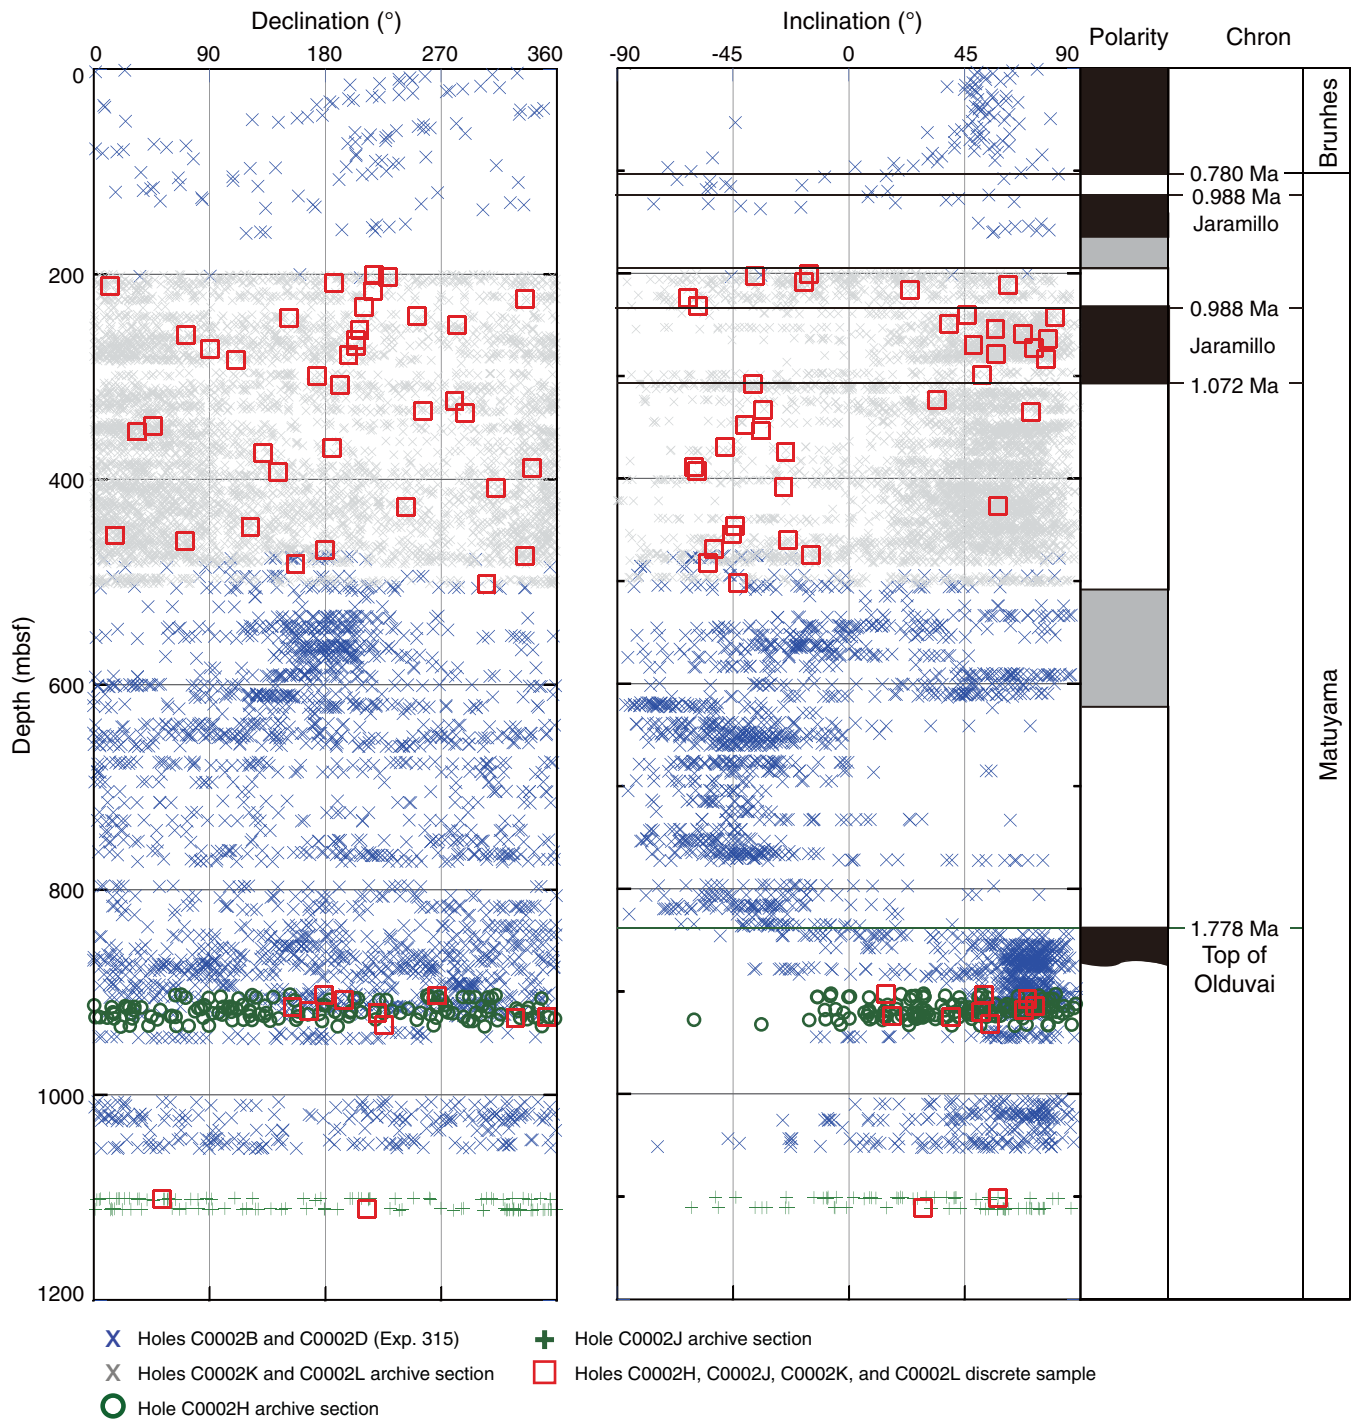 Declination (°) Inclination (°)
Polarity Chron
0 90 180 270 360 -90 -45 0 45 90
0
200
400
600
800
1000
1200
Depth (mbsf)
Brunhes
0.780 Ma
0.988 Ma
Jaramillo
0.988 Ma
Jaramillo
1.072 Ma
Matuyama
1.778 Ma
Top of
Olduvai
X Holes C0002B and C0002D (Exp. 315)
X Holes C0002K and C0002L archive section
Hole C0002H archive section
Hole C0002J archive section
Holes C0002H, C0002J, C0002K, and C0002L discrete sample